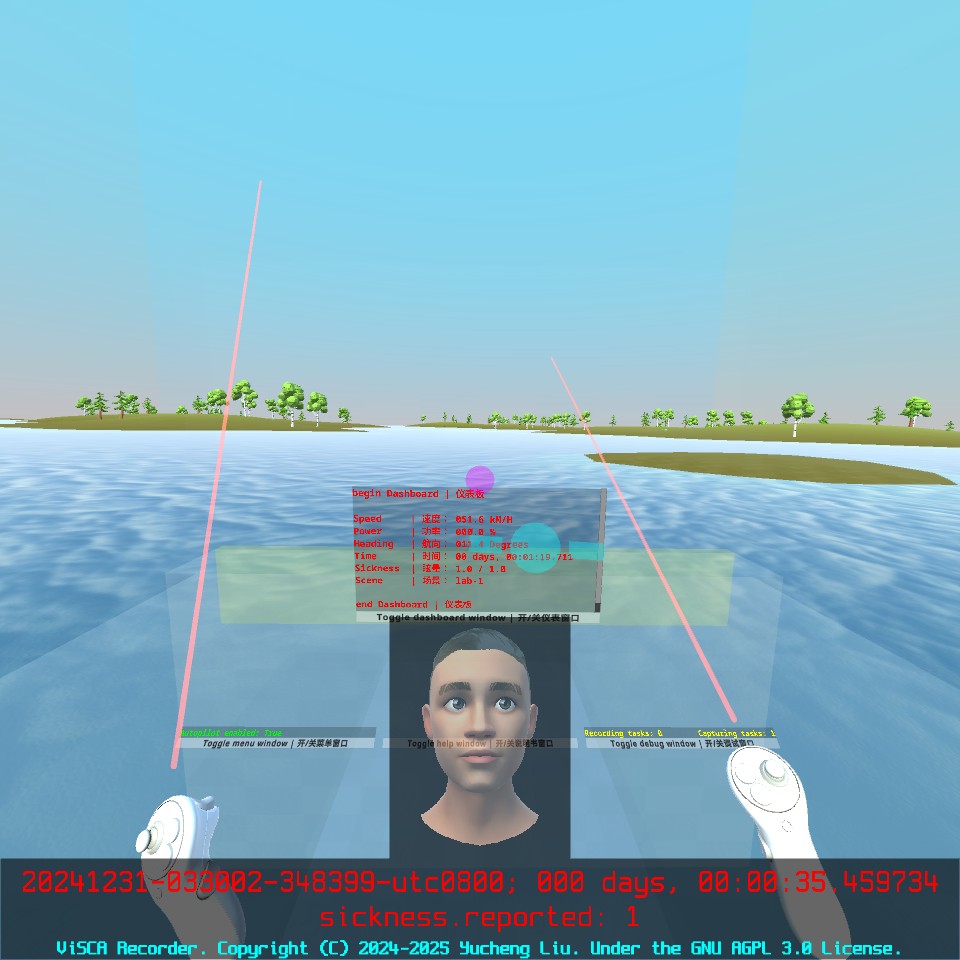 begin Dashboard | 仪表板
Speed | 速度: 051.6 kM/H
Power | 功率: 000.0 %
Heading | 航向: 011.4 Degrees
Time | 时间: 00 days, 00:01:19.711
Sickness | 眩晕: 1.0 / 1.0
Scene | 场景: lab-1
end Dashboard | 仪表板
Toggle dashboard window | 开/关仪表窗口
Autopilot enabled: True
Recording tasks: 0 Capturing tasks: 1
Toggle menu window | 开/关菜单窗口
Toggle help window | 开/关说明书窗口
Toggle debug window | 开/关调试窗口
20241231-033002-348399-utc0800; 000 days, 00:00:35.459734
sickness.reported: 1
ViSCA Recorder. Copyright (C) 2024-2025 Yucheng Liu. Under the GNU AGPL 3.0 License.